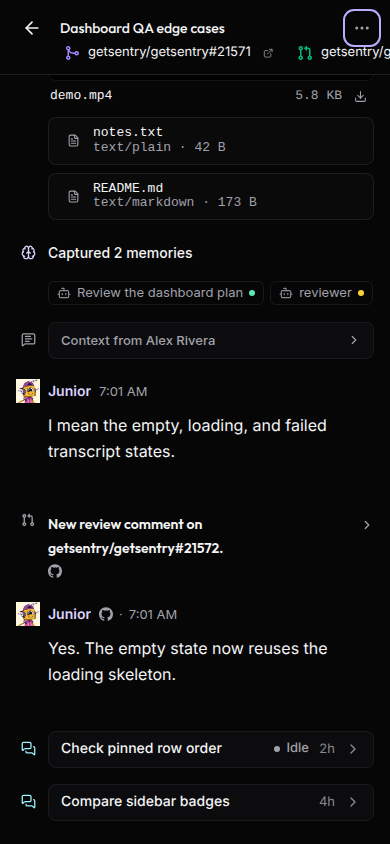 Dashboard QA edge cases
getsentry/getsentry#21571
getsentry/g
demo.mp4 5.8 KB
notes.txt
text/plain · 42 B
README.md
text/markdown · 173 B
Captured 2 memories
Review the dashboard plan
reviewer
Context from Alex Rivera
Junior 7:01 AM
I mean the empty, loading, and failed
transcript states.
New review comment on
getsentry/getsentry#21572.
Junior · 7:01 AM
Yes. The empty state now reuses the
loading skeleton.
Check pinned row order Idle 2h
Compare sidebar badges 4h